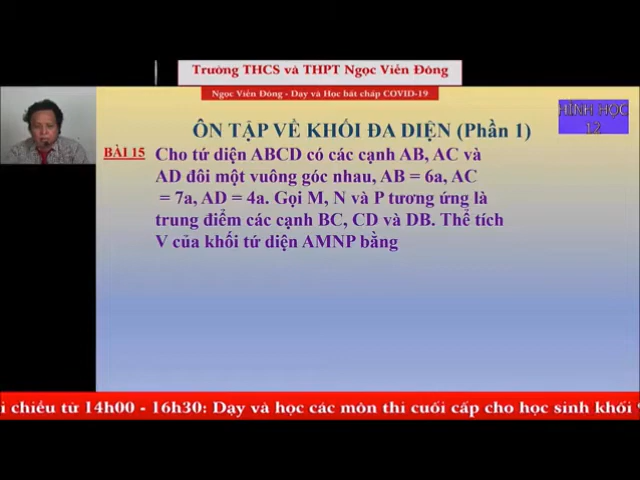 Trường THCS và THPT Ngọc Viễn Đông
Ngọc Viễn Đông - Dạy và Học bất chấp COVID-19
HÌNH HỌC
12
ÔN TẬP VỀ KHỐI ĐA DIỆN (Phần 1)
BÀI 15 Cho tứ diện ABCD có các cạnh AB, AC và
AD đôi một vuông góc nhau, AB = 6a, AC
= 7a, AD = 4a. Gọi M, N và P tương ứng là
trung điểm các cạnh BC, CD và DB. Thể tích
V của khối tứ diện AMNP bằng
i chiều từ 14h00 - 16h30: Dạy và học các môn thi cuối cấp cho học sinh khối